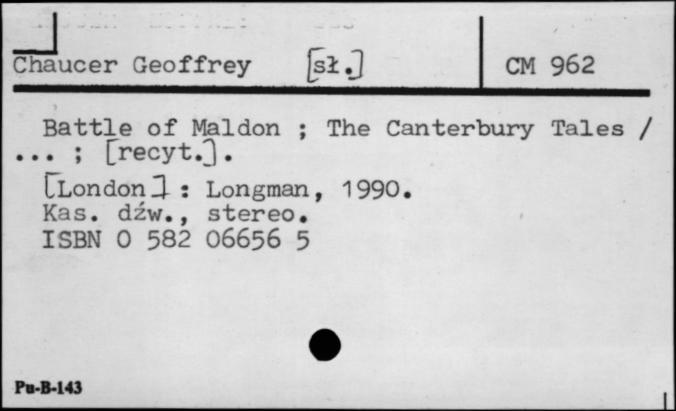 Chaucer Geoffrey [sł.] CM 962
Battle of Maldon ; The Canterbury Tales /
... ; [recyt.].
[London] : Longman, 1990.
Kas. dźw., stereo.
ISBN 0 582 06656 5
Pu-B-143